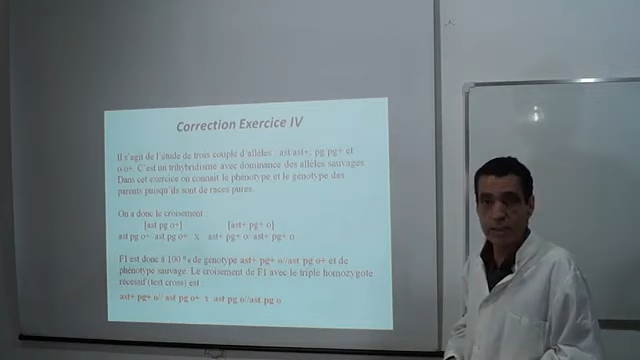 Correction Exercice IV
Il s'agit de l'étude de trois couple d'allèles : ast/ast+, pg/pg+ et
o/o+. C'est un trihybridisme avec dominance des allèles sauvages.
Dans cet exercice on connait le phénotype et le génotype des
parents puisqu'ils sont de races pures.
On a donc le croisement
[ast pg o+] [ast+ pg+ o]
ast pg o+/ ast pg o+ x ast+ pg+ o/ ast+ pg+ o
F1 est donc à 100 % de génotype ast+ pg+ o//ast pg o+ et de
phénotype sauvage. Le croisement de F1 avec le triple homozygote
récessif (test cross) est :
ast+ pg+ o// ast pg o+ x ast pg o//ast pg o